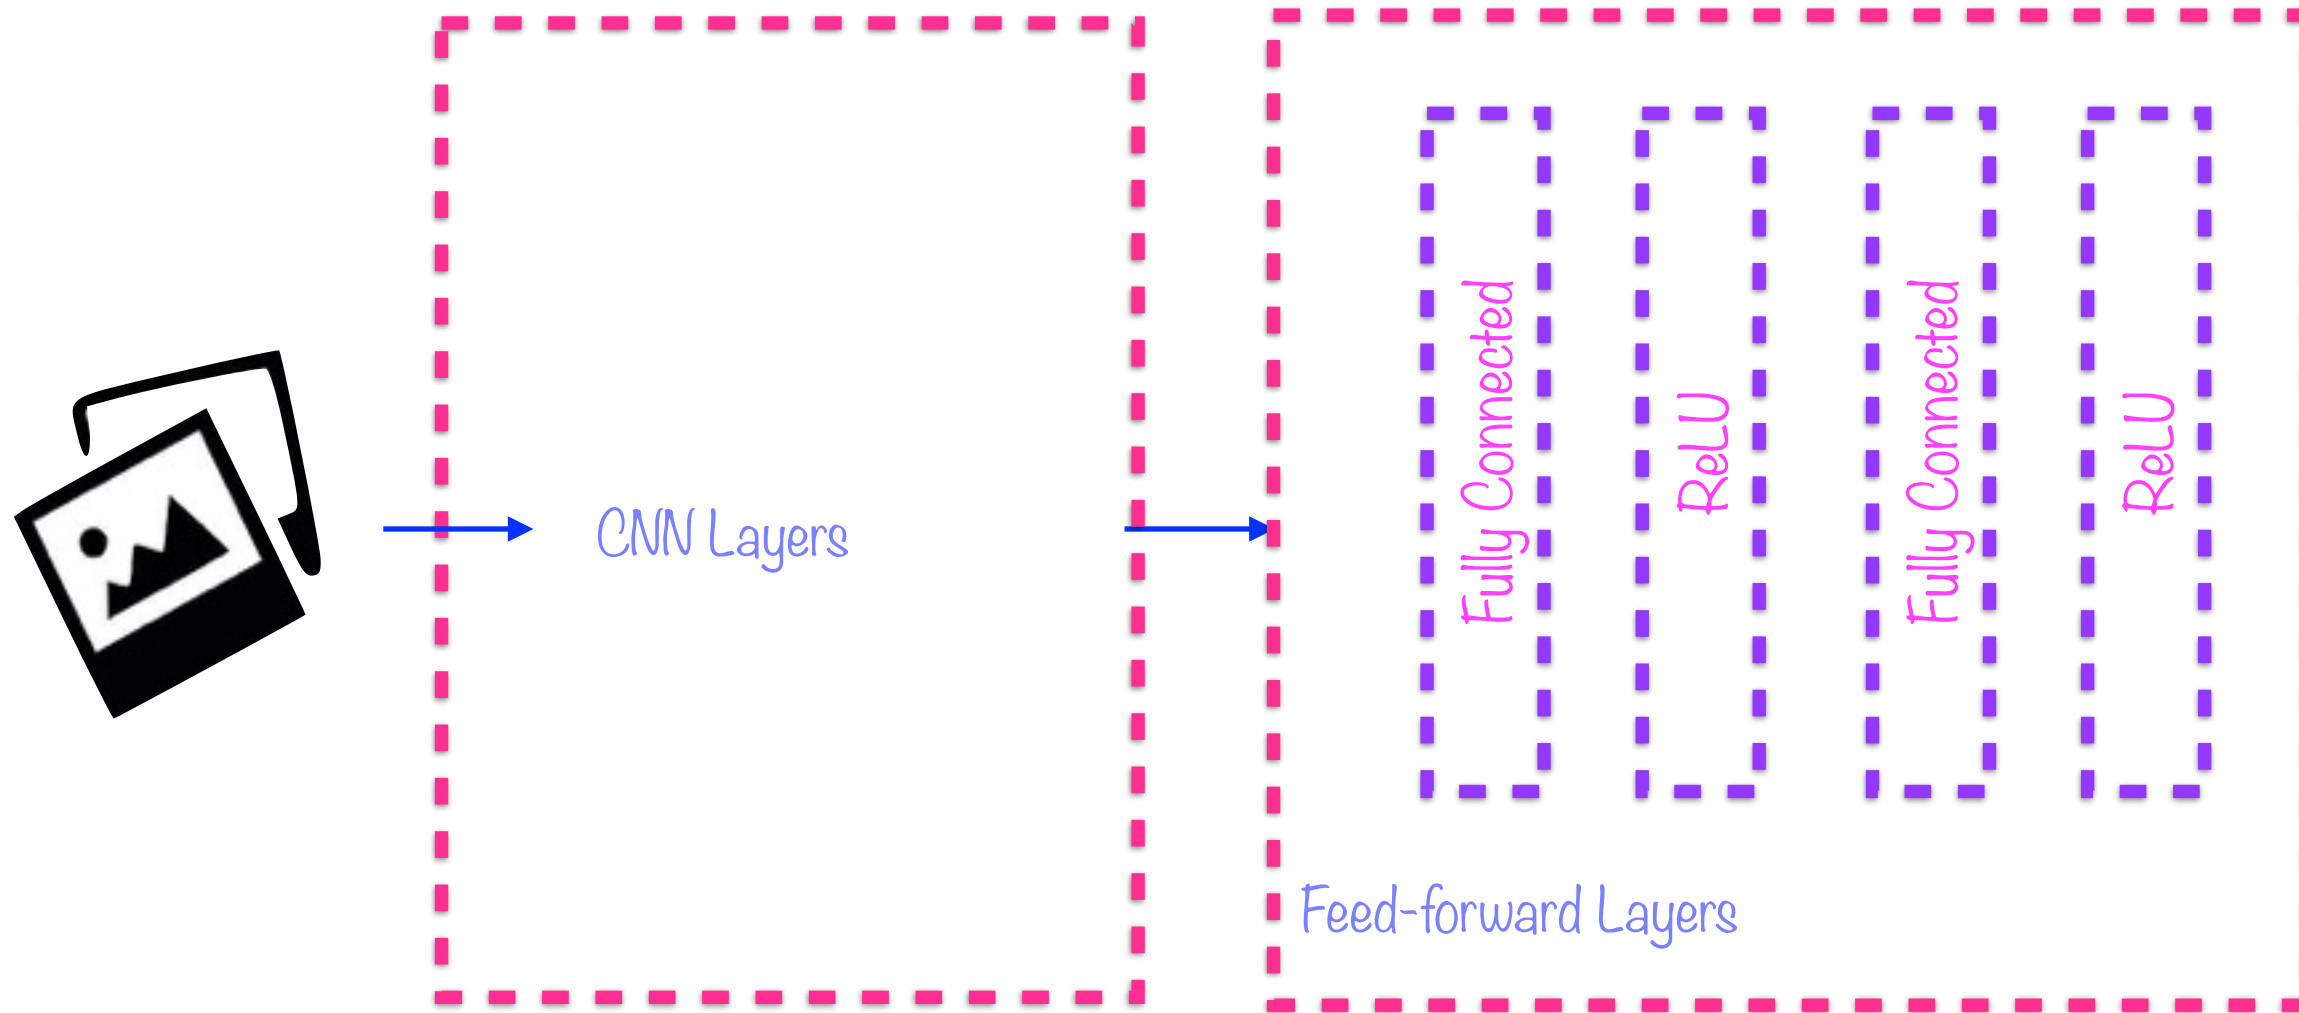 CNN Layers
Fully Connected
ReLU
Fully Connected
ReLU
Feed-forward Layers